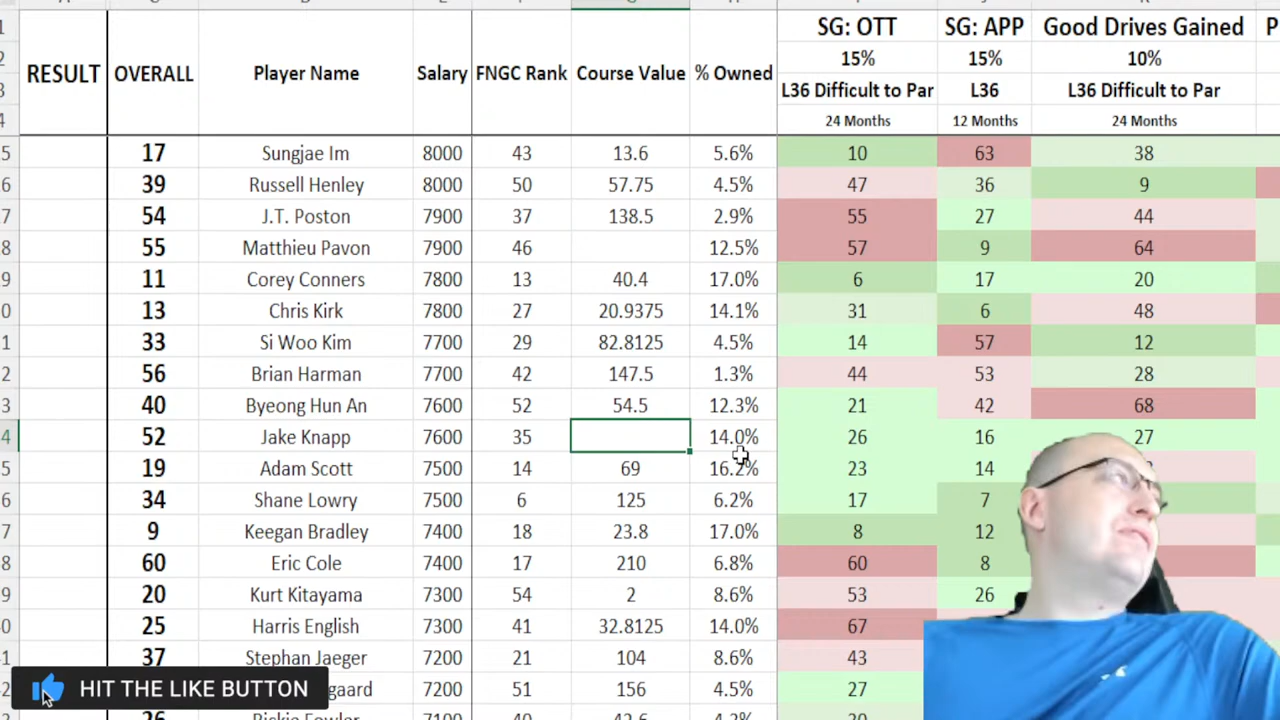 RESULT OVERALL Player Name Salary FNGC Rank Course Value % Owned SG: OTT SG: APP Good Drives Gained P
15% 15% 10%
L36 Difficult to Par L36 L36 Difficult to Par
24 Months 12 Months 24 Months
17 Sungjae Im 8000 43 13.6 5.6% 10 63 38
39 Russell Henley 8000 50 57.75 4.5% 47 36 9
54 J.T. Poston 7900 37 138.5 2.9% 55 27 44
55 Matthieu Pavon 7900 46 12.5% 57 9 64
11 Corey Conners 7800 13 40.4 17.0% 6 17 20
13 Chris Kirk 7800 27 20.9375 14.1% 31 6 48
33 Si Woo Kim 7700 29 82.8125 4.5% 14 57 12
56 Brian Harman 7700 42 147.5 1.3% 44 53 28
40 Byeong Hun An 7600 52 54.5 12.3% 21 42 68
52 Jake Knapp 7600 35 14.0% 26 16 27
19 Adam Scott 7500 14 69 16.2% 23 14
34 Shane Lowry 7500 6 125 6.2% 17 7
9 Keegan Bradley 7400 18 23.8 17.0% 8 12
60 Eric Cole 7400 17 210 6.8% 60 8
20 Kurt Kitayama 7300 54 2 8.6% 53 26
25 Harris English 7300 41 32.8125 14.0% 67
37 Stephan Jaeger 7200 21 104 8.6% 43
HIT THE LIKE BUTTON
gaard 7200 51 156 4.5% 27